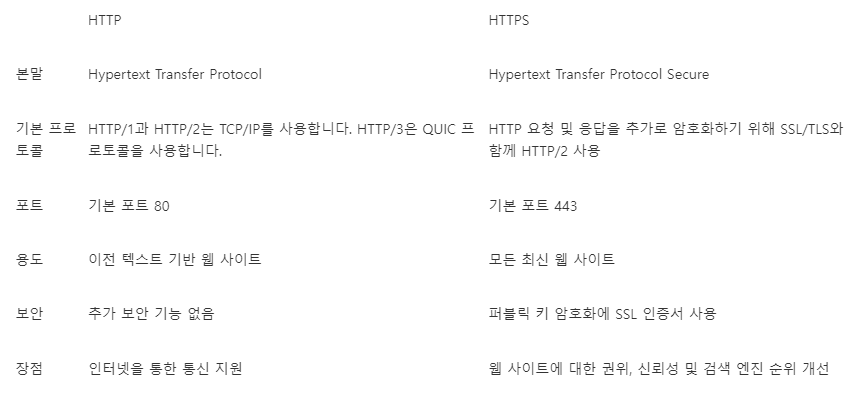 HTTP HTTPS
본말 Hypertext Transfer Protocol Hypertext Transfer Protocol Secure
기본 프로 HTTP/1과 HTTP/2는 TCP/IP를 사용합니다. HTTP/3은 QUIC 프 HTTP 요청 및 응답을 추가로 암호화하기 위해 SSL/TLS와
토콜 로토콜을 사용합니다. 함께 HTTP/2 사용
포트 기본 포트 80 기본 포트 443
용도 이전 텍스트 기반 웹 사이트 모든 최신 웹 사이트
보안 추가 보안 기능 없음 퍼블릭 키 암호화에 SSL 인증서 사용
장점 인터넷을 통한 통신 지원 웹 사이트에 대한 권위, 신뢰성 및 검색 엔진 순위 개선